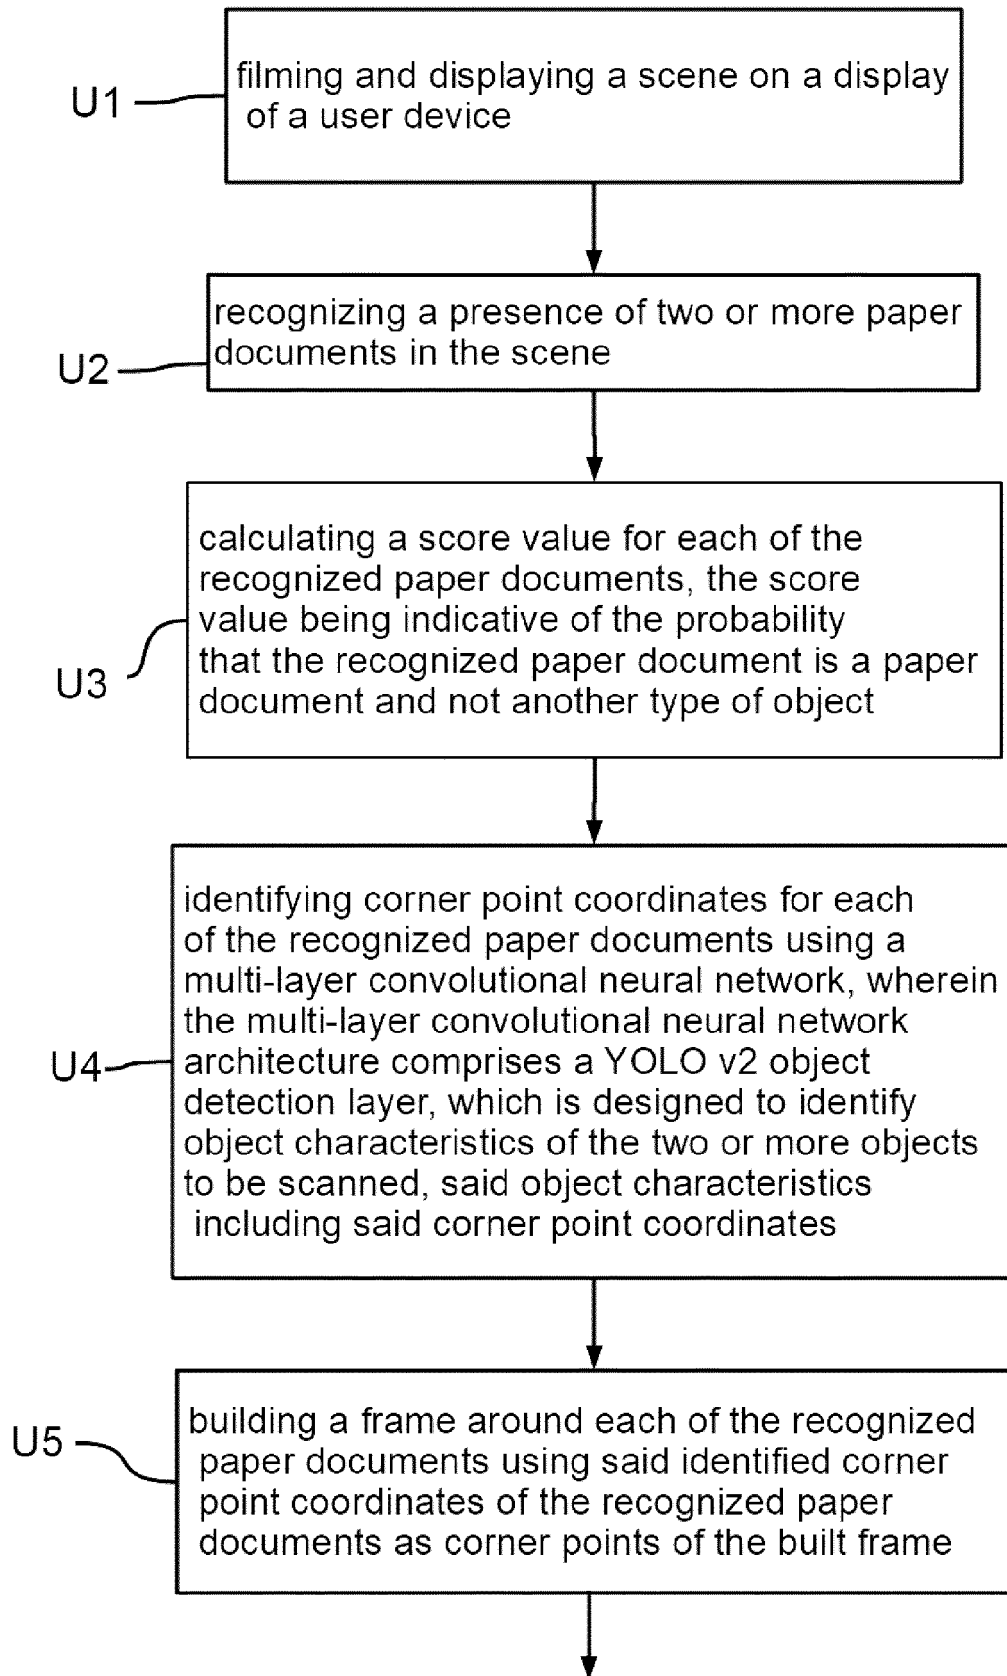 U1
filming and displaying a scene on a display
of a user device
U2
recognizing a presence of two or more paper
documents in the scene
U3
calculating a score value for each of the
recognized paper documents, the score
value being indicative of the probability
that the recognized paper document is a paper
document and not another type of object
U4
identifying corner point coordinates for each
of the recognized paper documents using a
multi-layer convolutional neural network, wherein
the multi-layer convolutional neural network
architecture comprises a YOLO v2 object
detection layer, which is designed to identify
object characteristics of the two or more objects
to be scanned, said object characteristics
including said corner point coordinates
U5
building a frame around each of the recognized
paper documents using said identified corner
point coordinates of the recognized paper
documents as corner points of the built frame